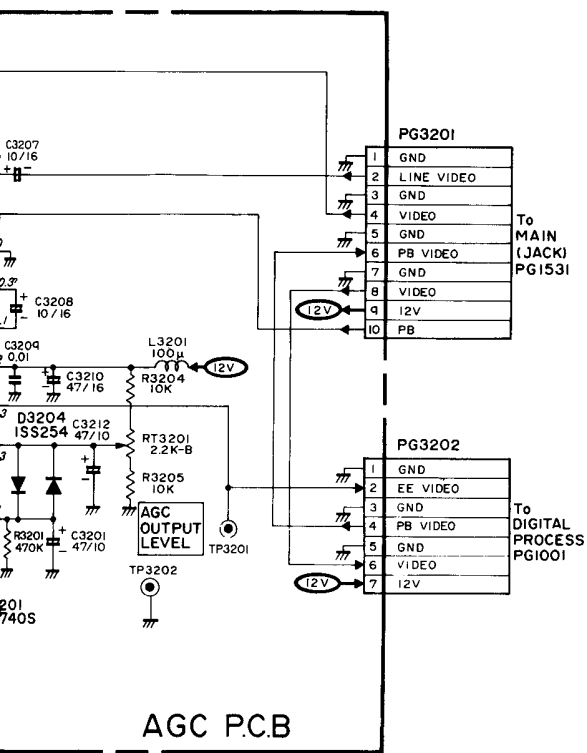 PG3201
C3207
10/16
+ -
1 GND
2 LINE VIDEO
3 GND
4 VIDEO
5 GND
6 PB VIDEO
7 GND
8 VIDEO
9 12V
10 PB
To
MAIN
(JACK)
PG1531
12V
C3208
10/16
C3209
0.01
L3201
100μ
12V
R3204
10K
C3210
47/16
D3204
1SS254
C3212
47/10
RT3201
2.2K-B
R3205
10K
AGC
OUTPUT
LEVEL
TP3201
R3201
470K
C3201
47/10
TP3202
201
740S
PG3202
1 GND
2 EE VIDEO
3 GND
4 PB VIDEO
5 GND
6 VIDEO
7 12V
To
DIGITAL
PROCESS
PG1001
12V
AGC P.C.B